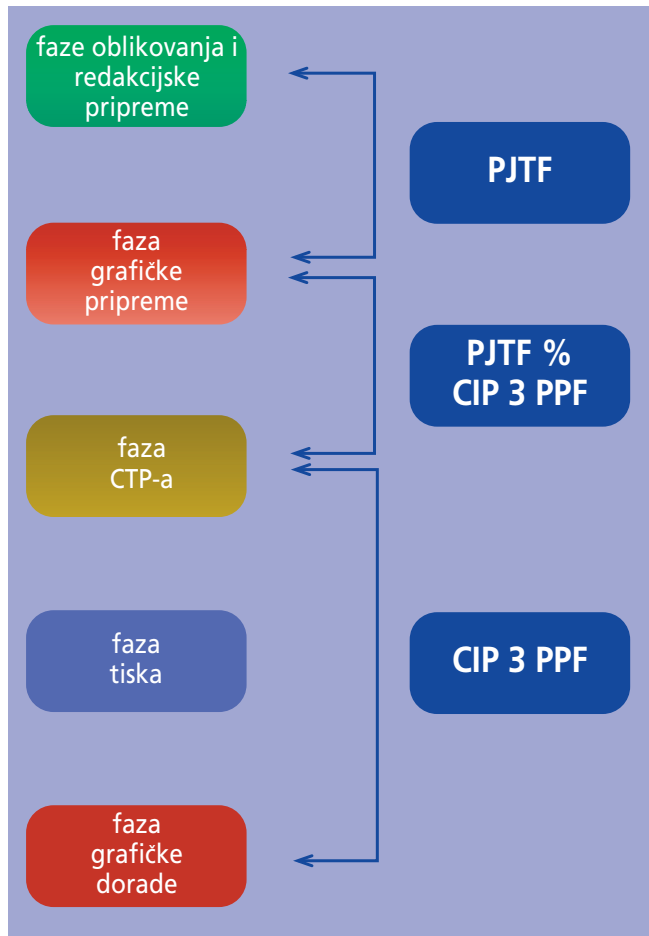 faze oblikovanja i
redakcijske
pripreme
PJTF
faza
grafičke
pripreme
PJTF %
CIP 3 PPF
faza
CTP-a
faza
tiska
CIP 3 PPF
faza
grafičke
dorade